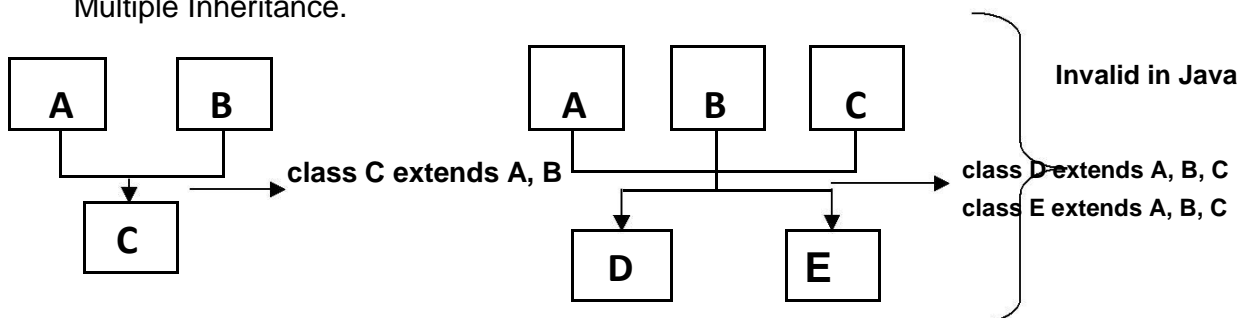 Multiple Inheritance.
A B
C
class C extends A, B
A B C
D E
Invalid in Java
class D extends A, B, C
class E extends A, B, C